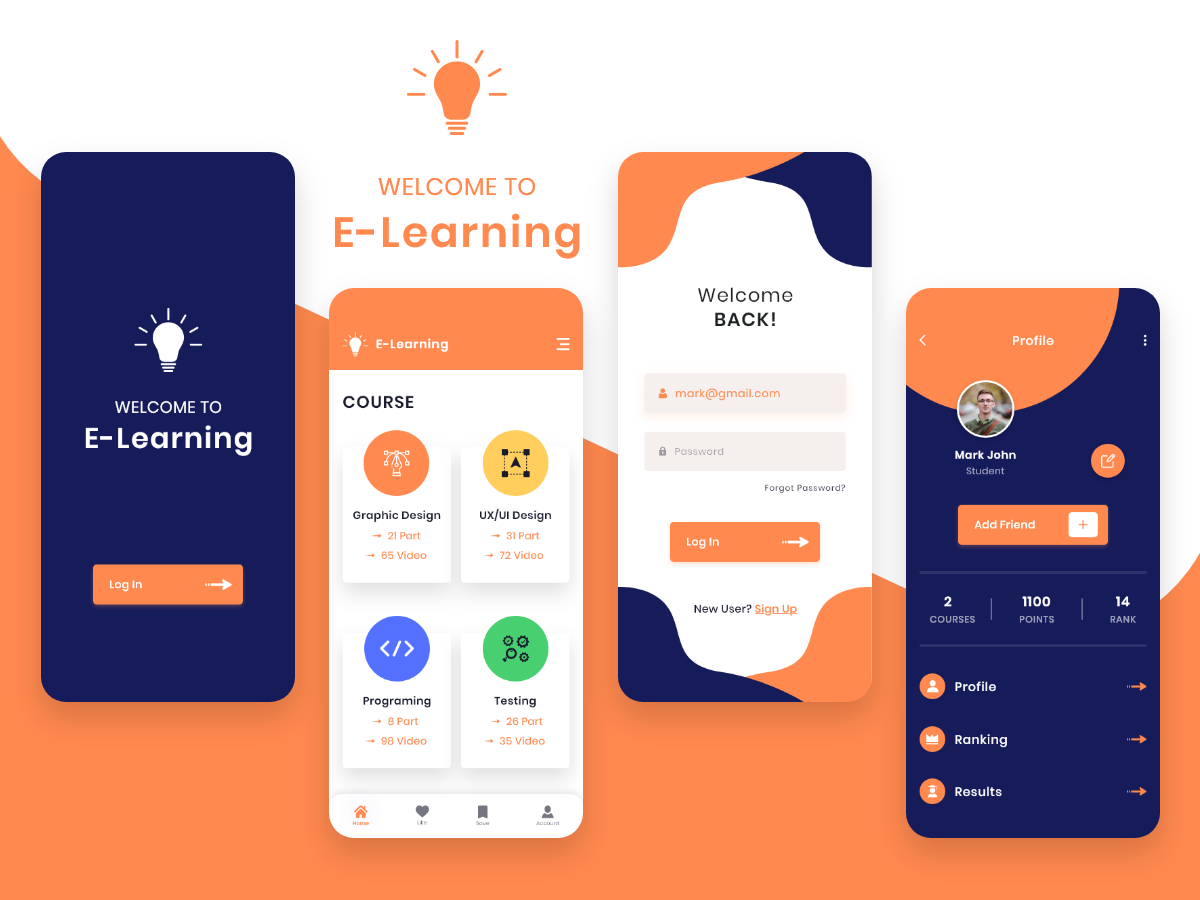 WELCOME TO
E-Learning
WELCOME TO
E-Learning
Log In
E-Learning
COURSE
Graphic Design
21 Part
65 Video
UX/UI Design
31 Part
72 Video
Programing
8 Part
98 Video
Testing
26 Part
35 Video
Home
Like
Save
Account
Welcome
BACK!
mark@gmail.com
Password
Forgot Password?
Log In
New User? Sign Up
Profile
Mark John
Student
Add Friend
2
COURSES
1100
POINTS
14
RANK
Profile
Ranking
Results